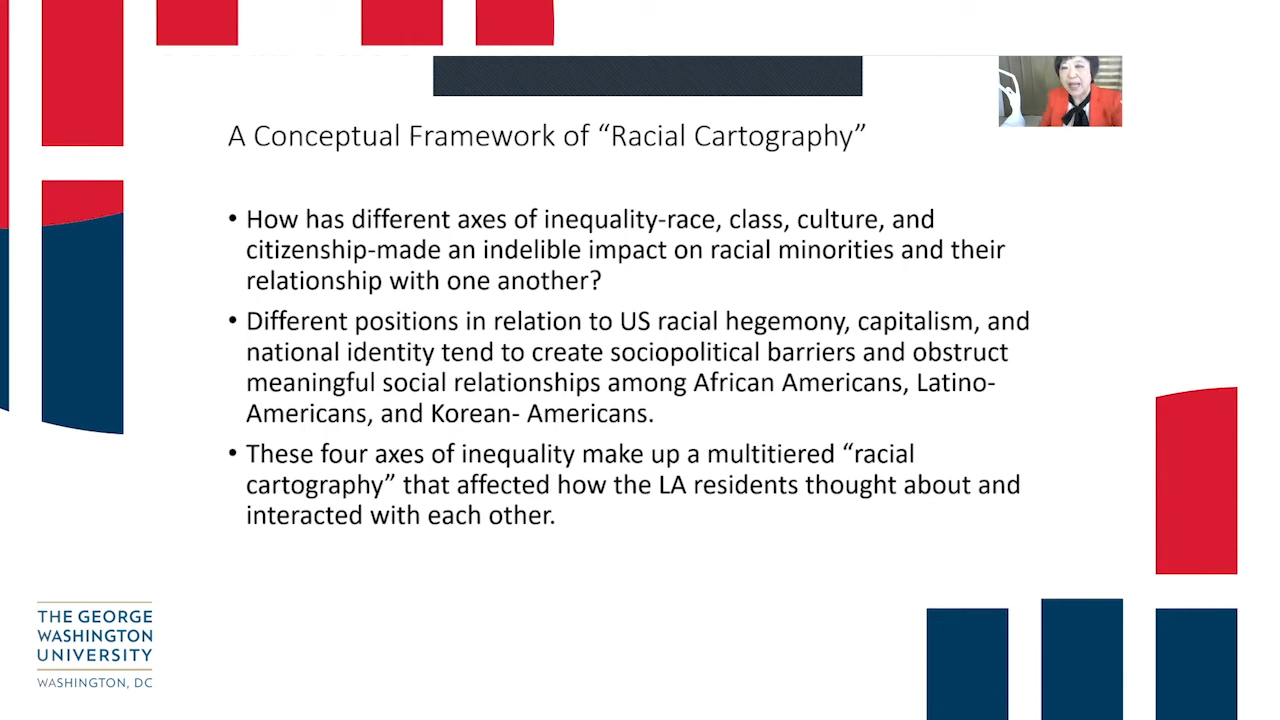 A Conceptual Framework of “Racial Cartography”
• How has different axes of inequality-race, class, culture, and
citizenship-made an indelible impact on racial minorities and their
relationship with one another?
• Different positions in relation to US racial hegemony, capitalism, and
national identity tend to create sociopolitical barriers and obstruct
meaningful social relationships among African Americans, Latino-
Americans, and Korean- Americans.
• These four axes of inequality make up a multitiered “racial
cartography” that affected how the LA residents thought about and
interacted with each other.
THE GEORGE
WASHINGTON
UNIVERSITY
WASHINGTON, DC